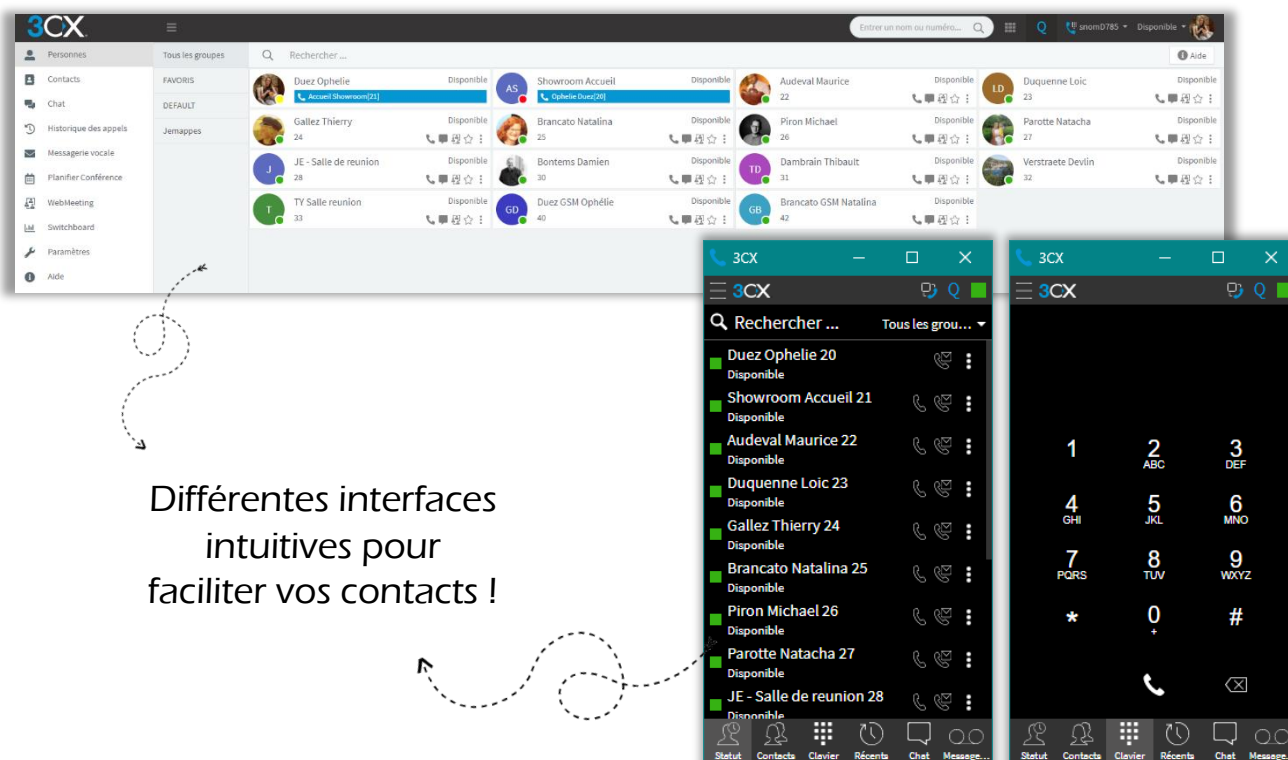 3CX
Entrer un nom ou numéro...
Q
snomD785
Disponible
Personnes
Contacts
Chat
Historique des appels
Messagerie vocale
Planifier Conférence
WebMeeting
Switchboard
Paramètres
Aide
Tous les groupes
FAVORIS
DEFAULT
Jemappes
Rechercher ...
Aide
Duez Ophelie Disponible
Accueil Showroom[21]
AS
Showroom Accueil Disponible
Ophelie Duez[20]
Audeval Maurice Disponible
22
LD
Duquenne Loic Disponible
23
Gallez Thierry Disponible
24
Brancato Natalina Disponible
25
Piron Michael Disponible
26
Parotte Natacha Disponible
27
J
JE - Salle de reunion Disponible
28
Bontems Damien Disponible
30
TD
Dambrain Thibault Disponible
31
Verstraete Devlin Disponible
32
T
TY Salle reunion Disponible
33
GD
Duez GSM Ophélie Disponible
40
GB
Brancato GSM Natalina Disponible
42
Différentes interfaces
intuitives pour
faciliter vos contacts !
3CX
3CX
Q
Rechercher ... Tous les grou...
Duez Ophelie 20
Disponible
Showroom Accueil 21
Disponible
Audeval Maurice 22
Disponible
Duquenne Loic 23
Disponible
Gallez Thierry 24
Disponible
Brancato Natalina 25
Disponible
Piron Michael 26
Disponible
Parotte Natacha 27
Disponible
JE - Salle de reunion 28
Disponible
Statut Contacts Clavier Récents Chat Message...
3CX
3CX
Q
1 2 3
ABC DEF
4 5 6
GHI JKL MNO
7 8 9
PQRS TUV WXYZ
* 0 #
+
Statut Contacts Clavier Récents Chat Message...